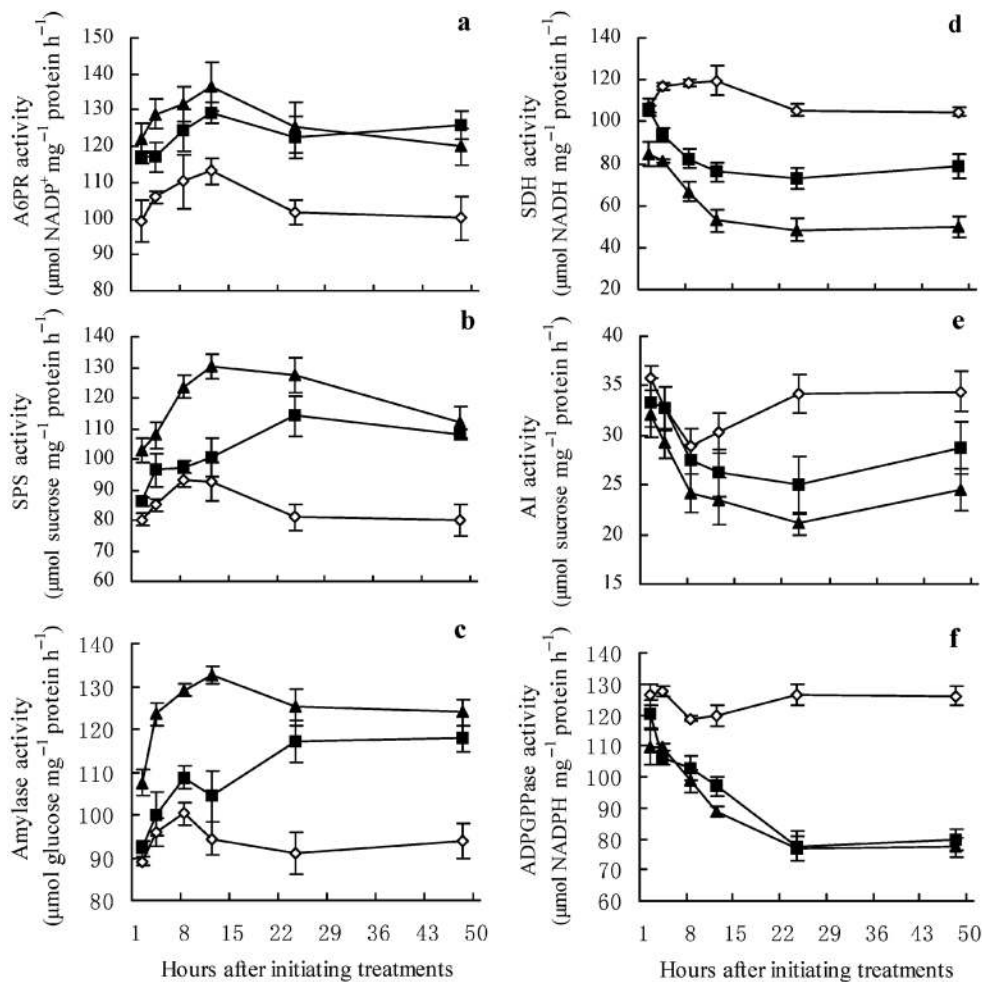 a
A6PR activity
(μmol NADP⁺ mg⁻¹ protein h⁻¹)
150
140
130
120
110
100
90
80
b
SPS activity
(μmol sucrose mg⁻¹ protein h⁻¹)
140
130
120
110
100
90
80
70
60
c
Amylase activity
(μmol glucose mg⁻¹ protein h⁻¹)
140
130
120
110
100
90
80
1 8 15 22 29 36 43 50
Hours after initiating treatments
d
SDH activity
(μmol NADH mg⁻¹ protein h⁻¹)
140
120
100
80
60
40
20
e
AI activity
(μmol sucrose mg⁻¹ protein h⁻¹)
40
35
30
25
20
15
f
ADPGPPase activity
(μmol NADPH mg⁻¹ protein h⁻¹)
140
130
120
110
100
90
80
70
60
1 8 15 22 29 36 43 50
Hours after initiating treatments